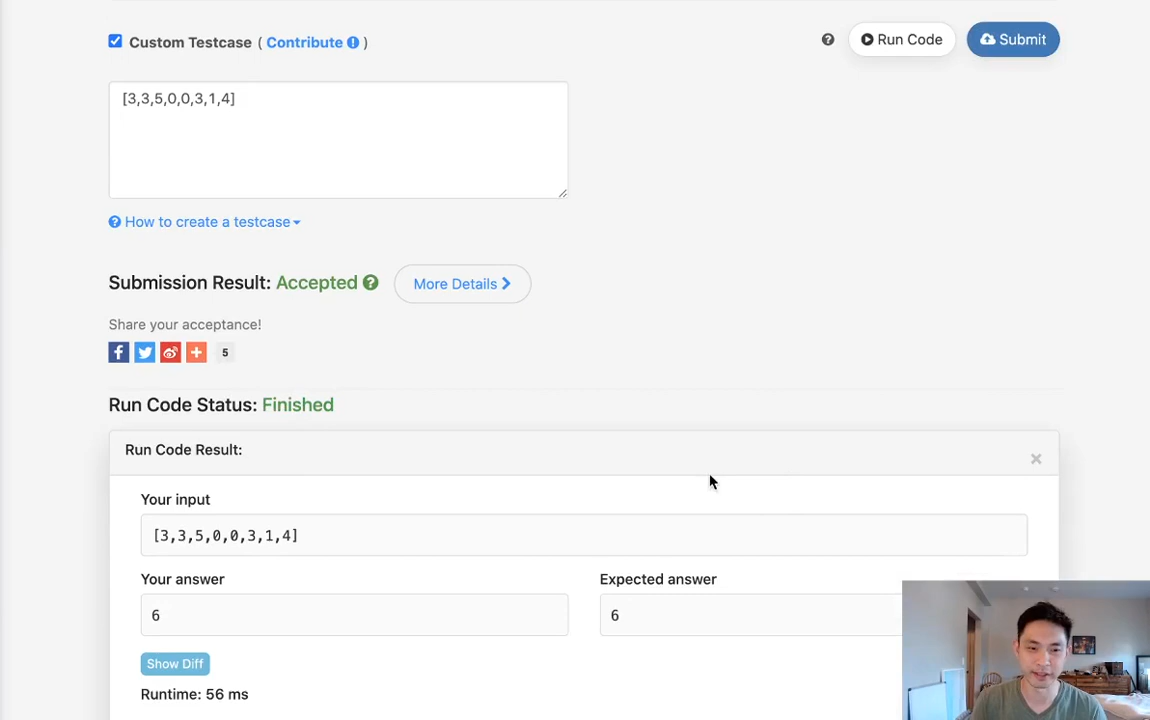 Custom Testcase ( Contribute )
Run Code
Submit
[3,3,5,0,0,3,1,4]
How to create a testcase
Submission Result: Accepted
More Details
Share your acceptance!
5
Run Code Status: Finished
Run Code Result:
Your input
[3,3,5,0,0,3,1,4]
Your answer
Expected answer
6
6
Show Diff
Runtime: 56 ms